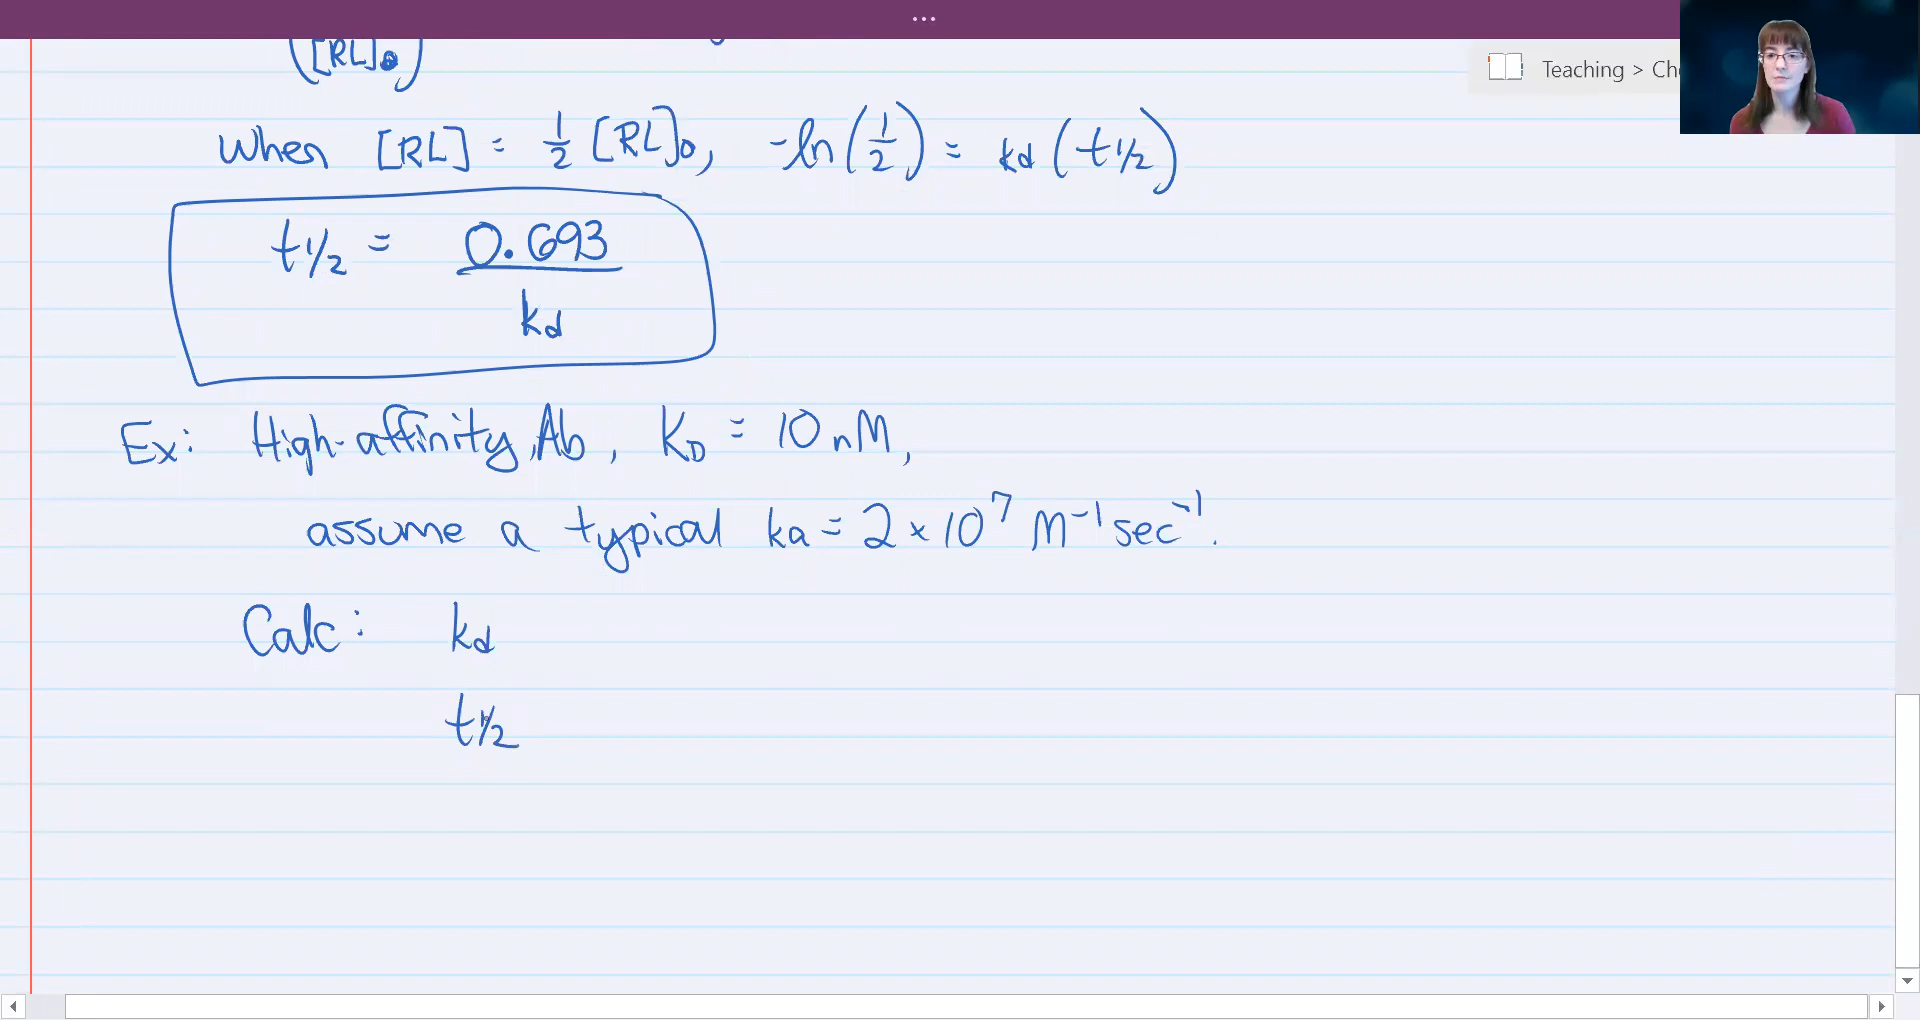 ...
([RL]₀)
Teaching > Ch
When [RL] = 1/2 [RL]₀, -ln(1/2) = kd (t1/2)
t1/2 = 0.693
kd
Ex: High-affinity Ab, KD = 10 nM,
assume a typical ka = 2 × 10⁷ M⁻¹ sec⁻¹.
Calc: kd
t1/2